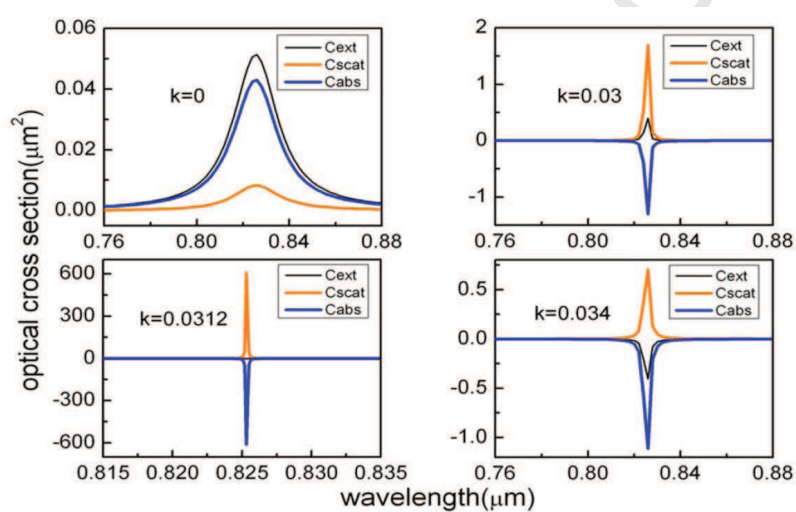 optical cross section(μm²)
0.06
0.04
0.02
0.00
k=0
Cext
Cscat
Cabs
0.76 0.80 0.84 0.88
2
1
0
-1
k=0.03
Cext
Cscat
Cabs
0.76 0.80 0.84 0.88
600
300
0
-300
-600
k=0.0312
Cext
Cscat
Cabs
0.815 0.820 0.825 0.830 0.835
0.5
0.0
-0.5
-1.0
k=0.034
Cext
Cscat
Cabs
0.76 0.80 0.84 0.88
wavelength(μm)